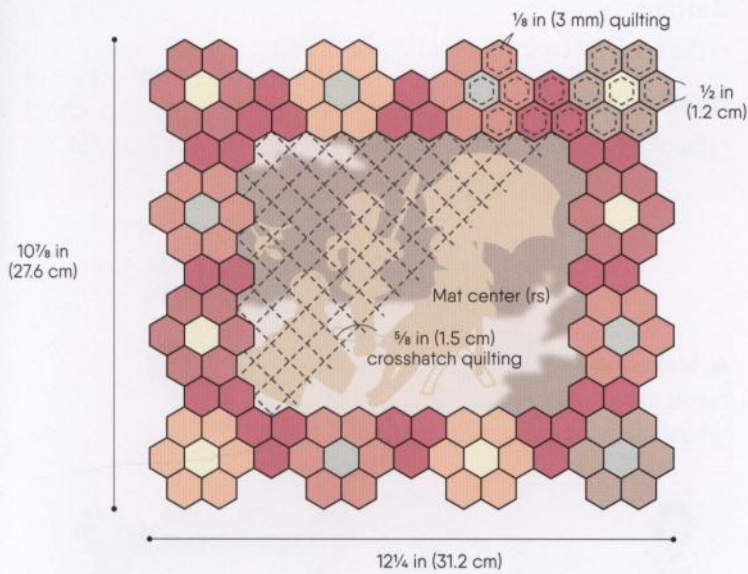 ⅛ in (3 mm) quilting
½ in
(1.2 cm)
10⅞ in
(27.6 cm)
Mat center (rs)
⅝ in (1.5 cm)
crosshatch quilting
12¼ in (31.2 cm)